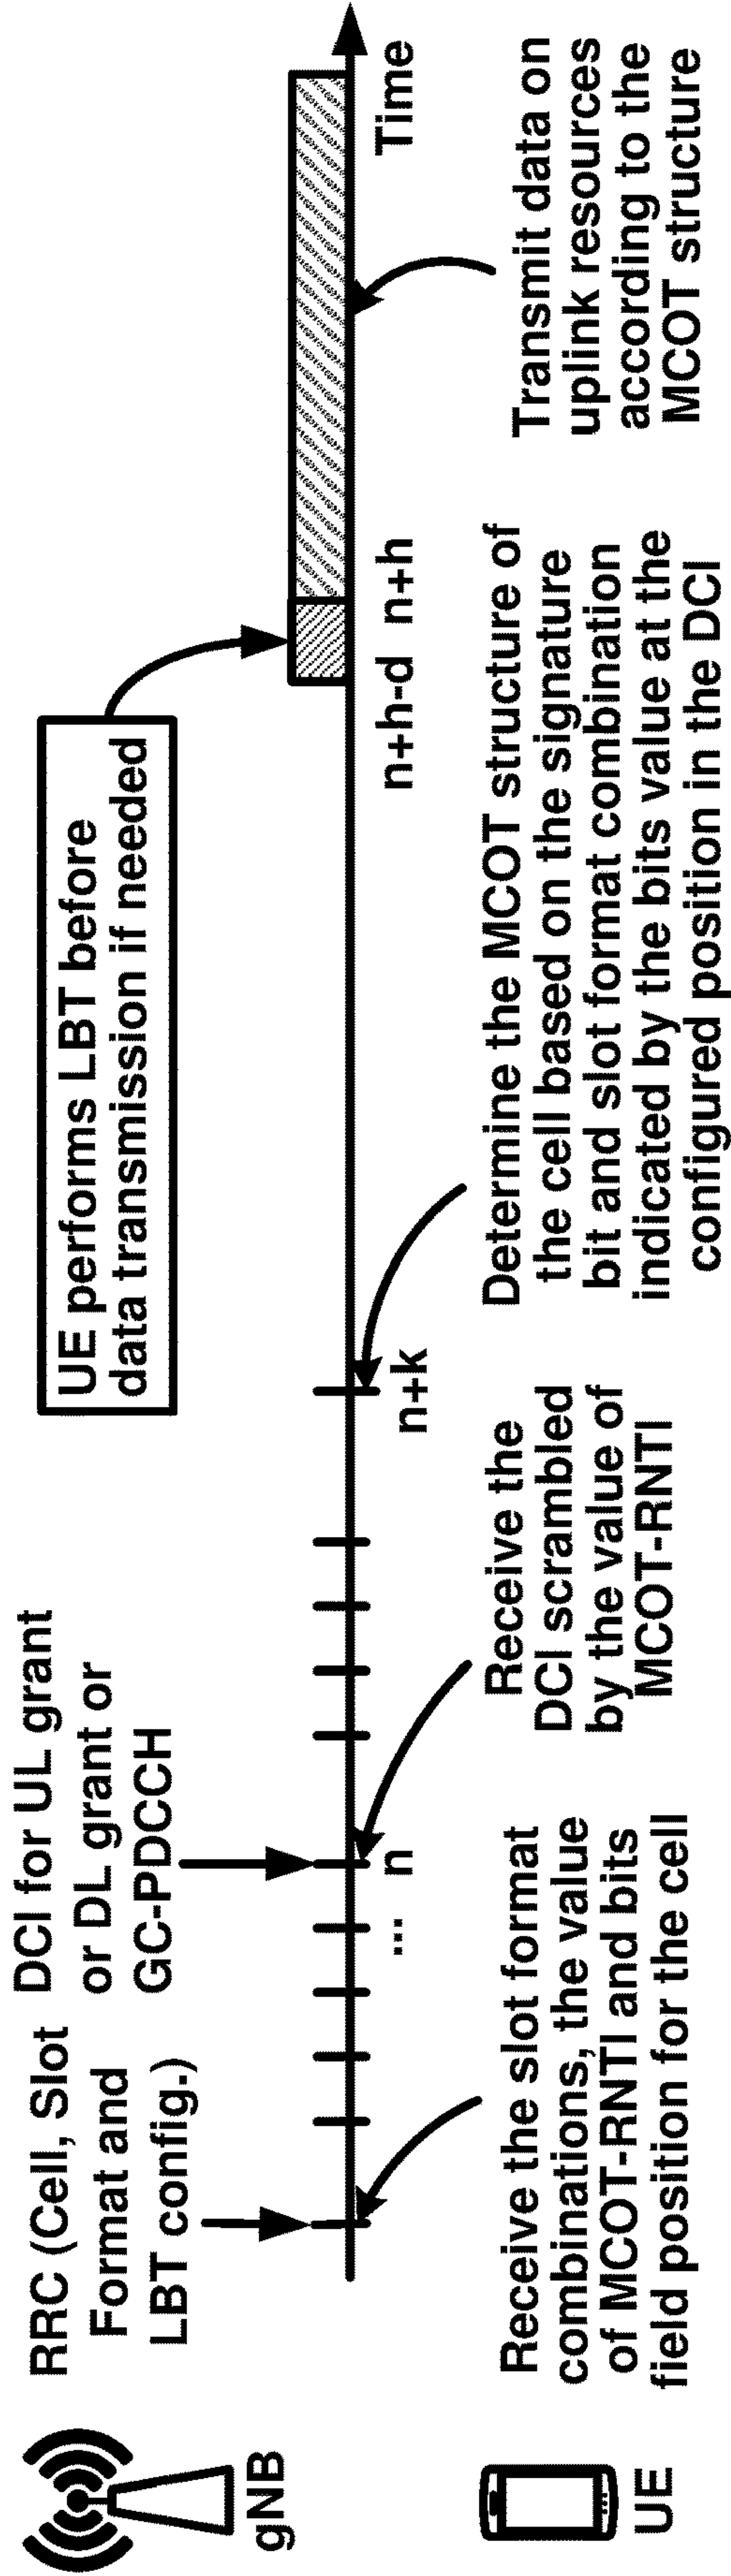 gNB
RRC (Cell, Slot
Format and
LBT config.)
DCI for UL grant
or DL grant or
GC-PDCCH
UE performs LBT before
data transmission if needed
...
n
n+k
n+h-d
n+h
Time
UE
Receive the slot format
combinations, the value
of MCOT-RNTI and bits
field position for the cell
Receive the
DCI scrambled
by the value of
MCOT-RNTI
Determine the MCOT structure of
the cell based on the signature
bit and slot format combination
indicated by the bits value at the
configured position in the DCI
Transmit data on
uplink resources
according to the
MCOT structure